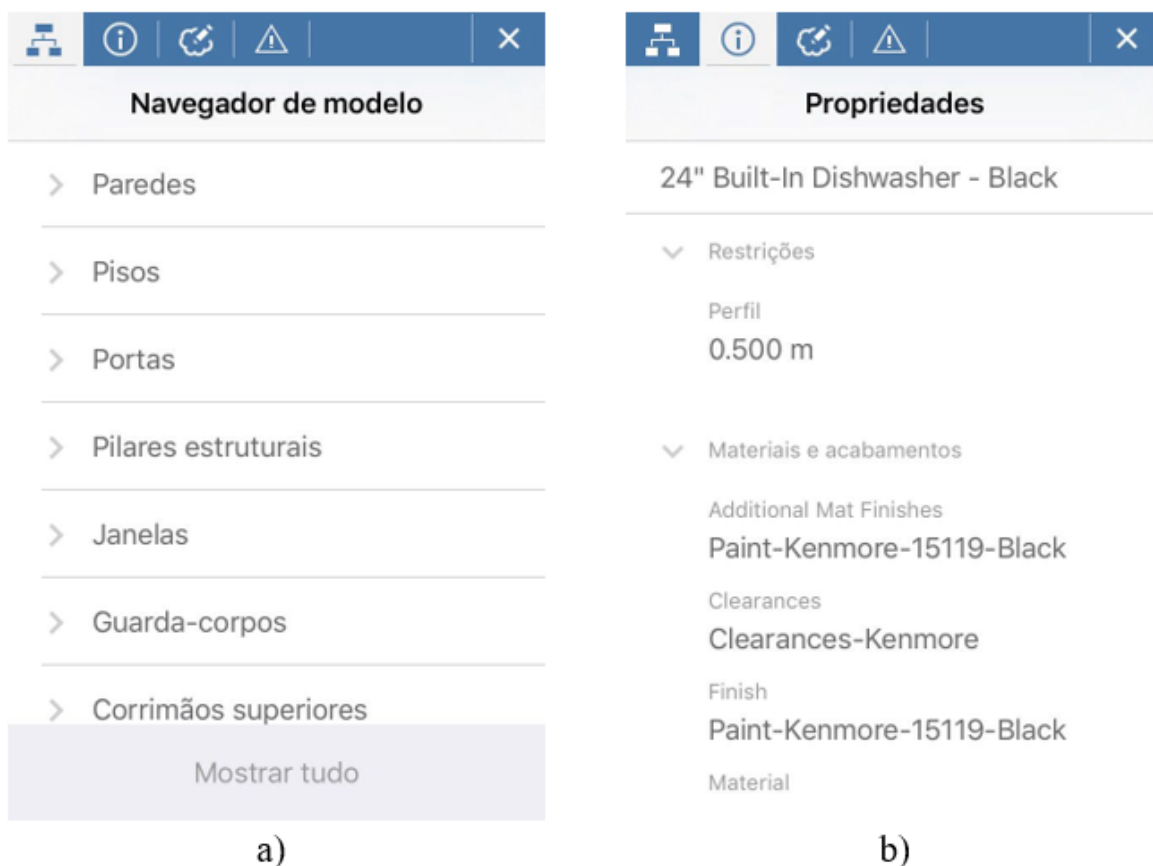 Navegador de modelo
Paredes
Pisos
Portas
Pilares estruturais
Janelas
Guarda-corpos
Corrimãos superiores
Mostrar tudo
a)
Propriedades
24" Built-In Dishwasher - Black
Restrições
Perfil
0.500 m
Materiais e acabamentos
Additional Mat Finishes
Paint-Kenmore-15119-Black
Clearances
Clearances-Kenmore
Finish
Paint-Kenmore-15119-Black
Material
b)